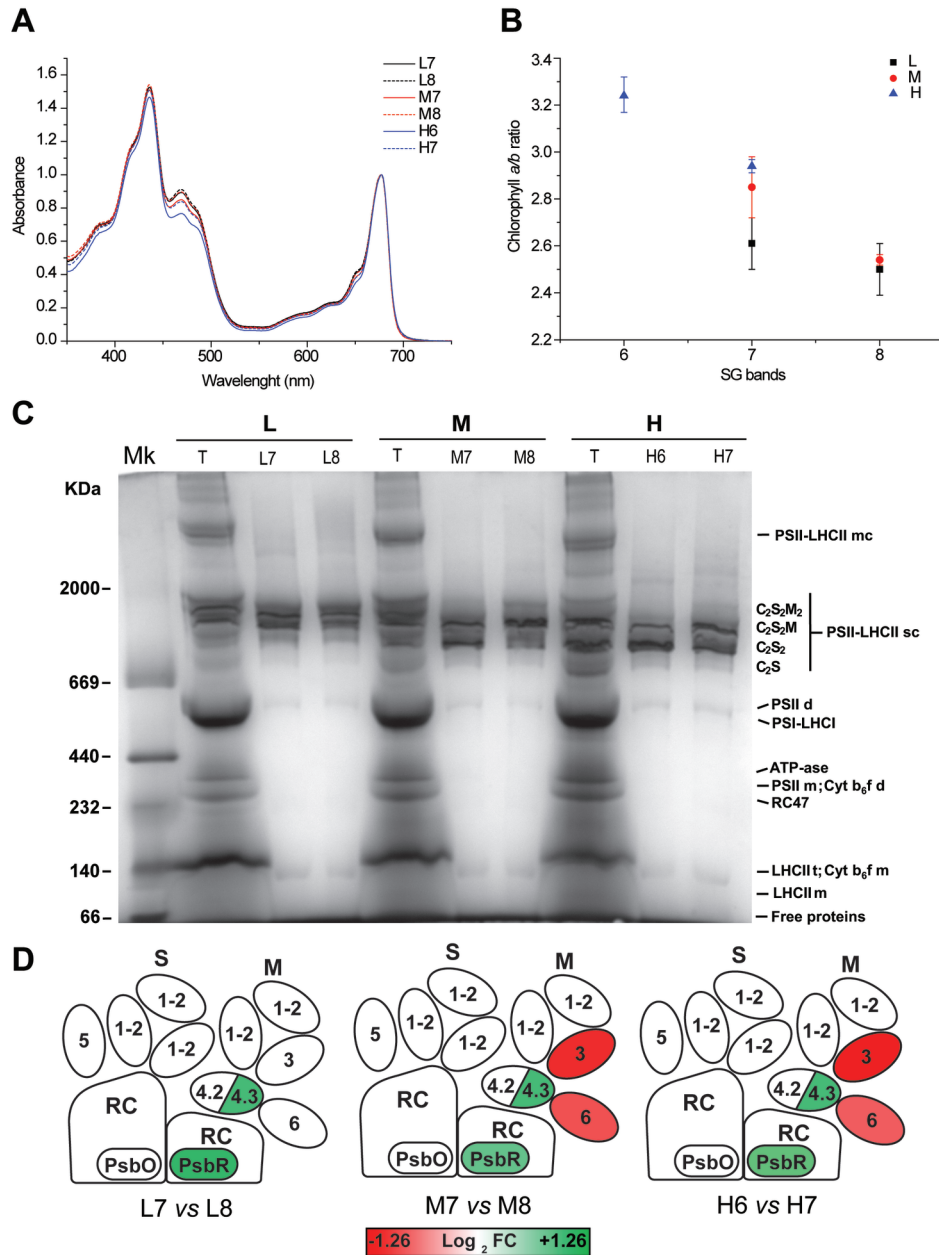 A
Absorbance
1.6
1.4
1.2
1.0
0.8
0.6
0.4
0.2
0.0
400
500
600
700
Wavelenght (nm)
L7
L8
M7
M8
H6
H7
B
Chlorophyll a/b ratio
3.4
3.2
3.0
2.8
2.6
2.4
2.2
6
7
8
SG bands
L
M
H
C
L M H
Mk T L7 L8 T M7 M8 T H6 H7
KDa
2000
669
440
232
140
66
PSII-LHCII mc
C₂S₂M₂
C₂S₂M
C₂S₂
C₂S
PSII-LHCII sc
PSII d
PSI-LHCI
ATP-ase
PSII m;Cyt b₆f d
RC47
LHCII t;Cyt b₆f m
LHCII m
Free proteins
D
S M
5 1-2 1-2 1-2 1-2 1-2 3
4.2 4.3 6
RC RC
PsbO PsbR
L7 vs L8
S M
5 1-2 1-2 1-2 1-2 1-2 3
4.2 4.3 6
RC RC
PsbO PsbR
M7 vs M8
S M
5 1-2 1-2 1-2 1-2 1-2 3
4.2 4.3 6
RC RC
PsbO PsbR
H6 vs H7
-1.26 Log ₂ FC +1.26